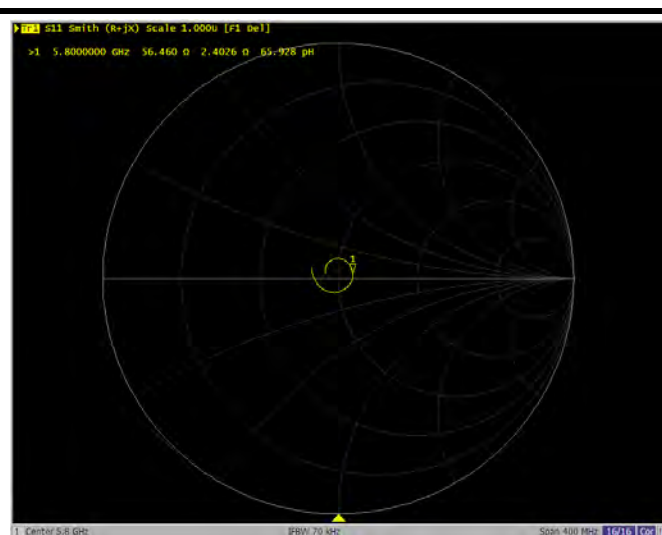 Tr1 S11 Smith (R+jX) Scale 1.000U [F1 Del]
>1 5.8000000 GHz 56.460 Ω 2.4026 Ω 65.928 pH
1
1 Center 5.8 GHz IFBW 70 kHz Span 400 MHz 16/16 Cor